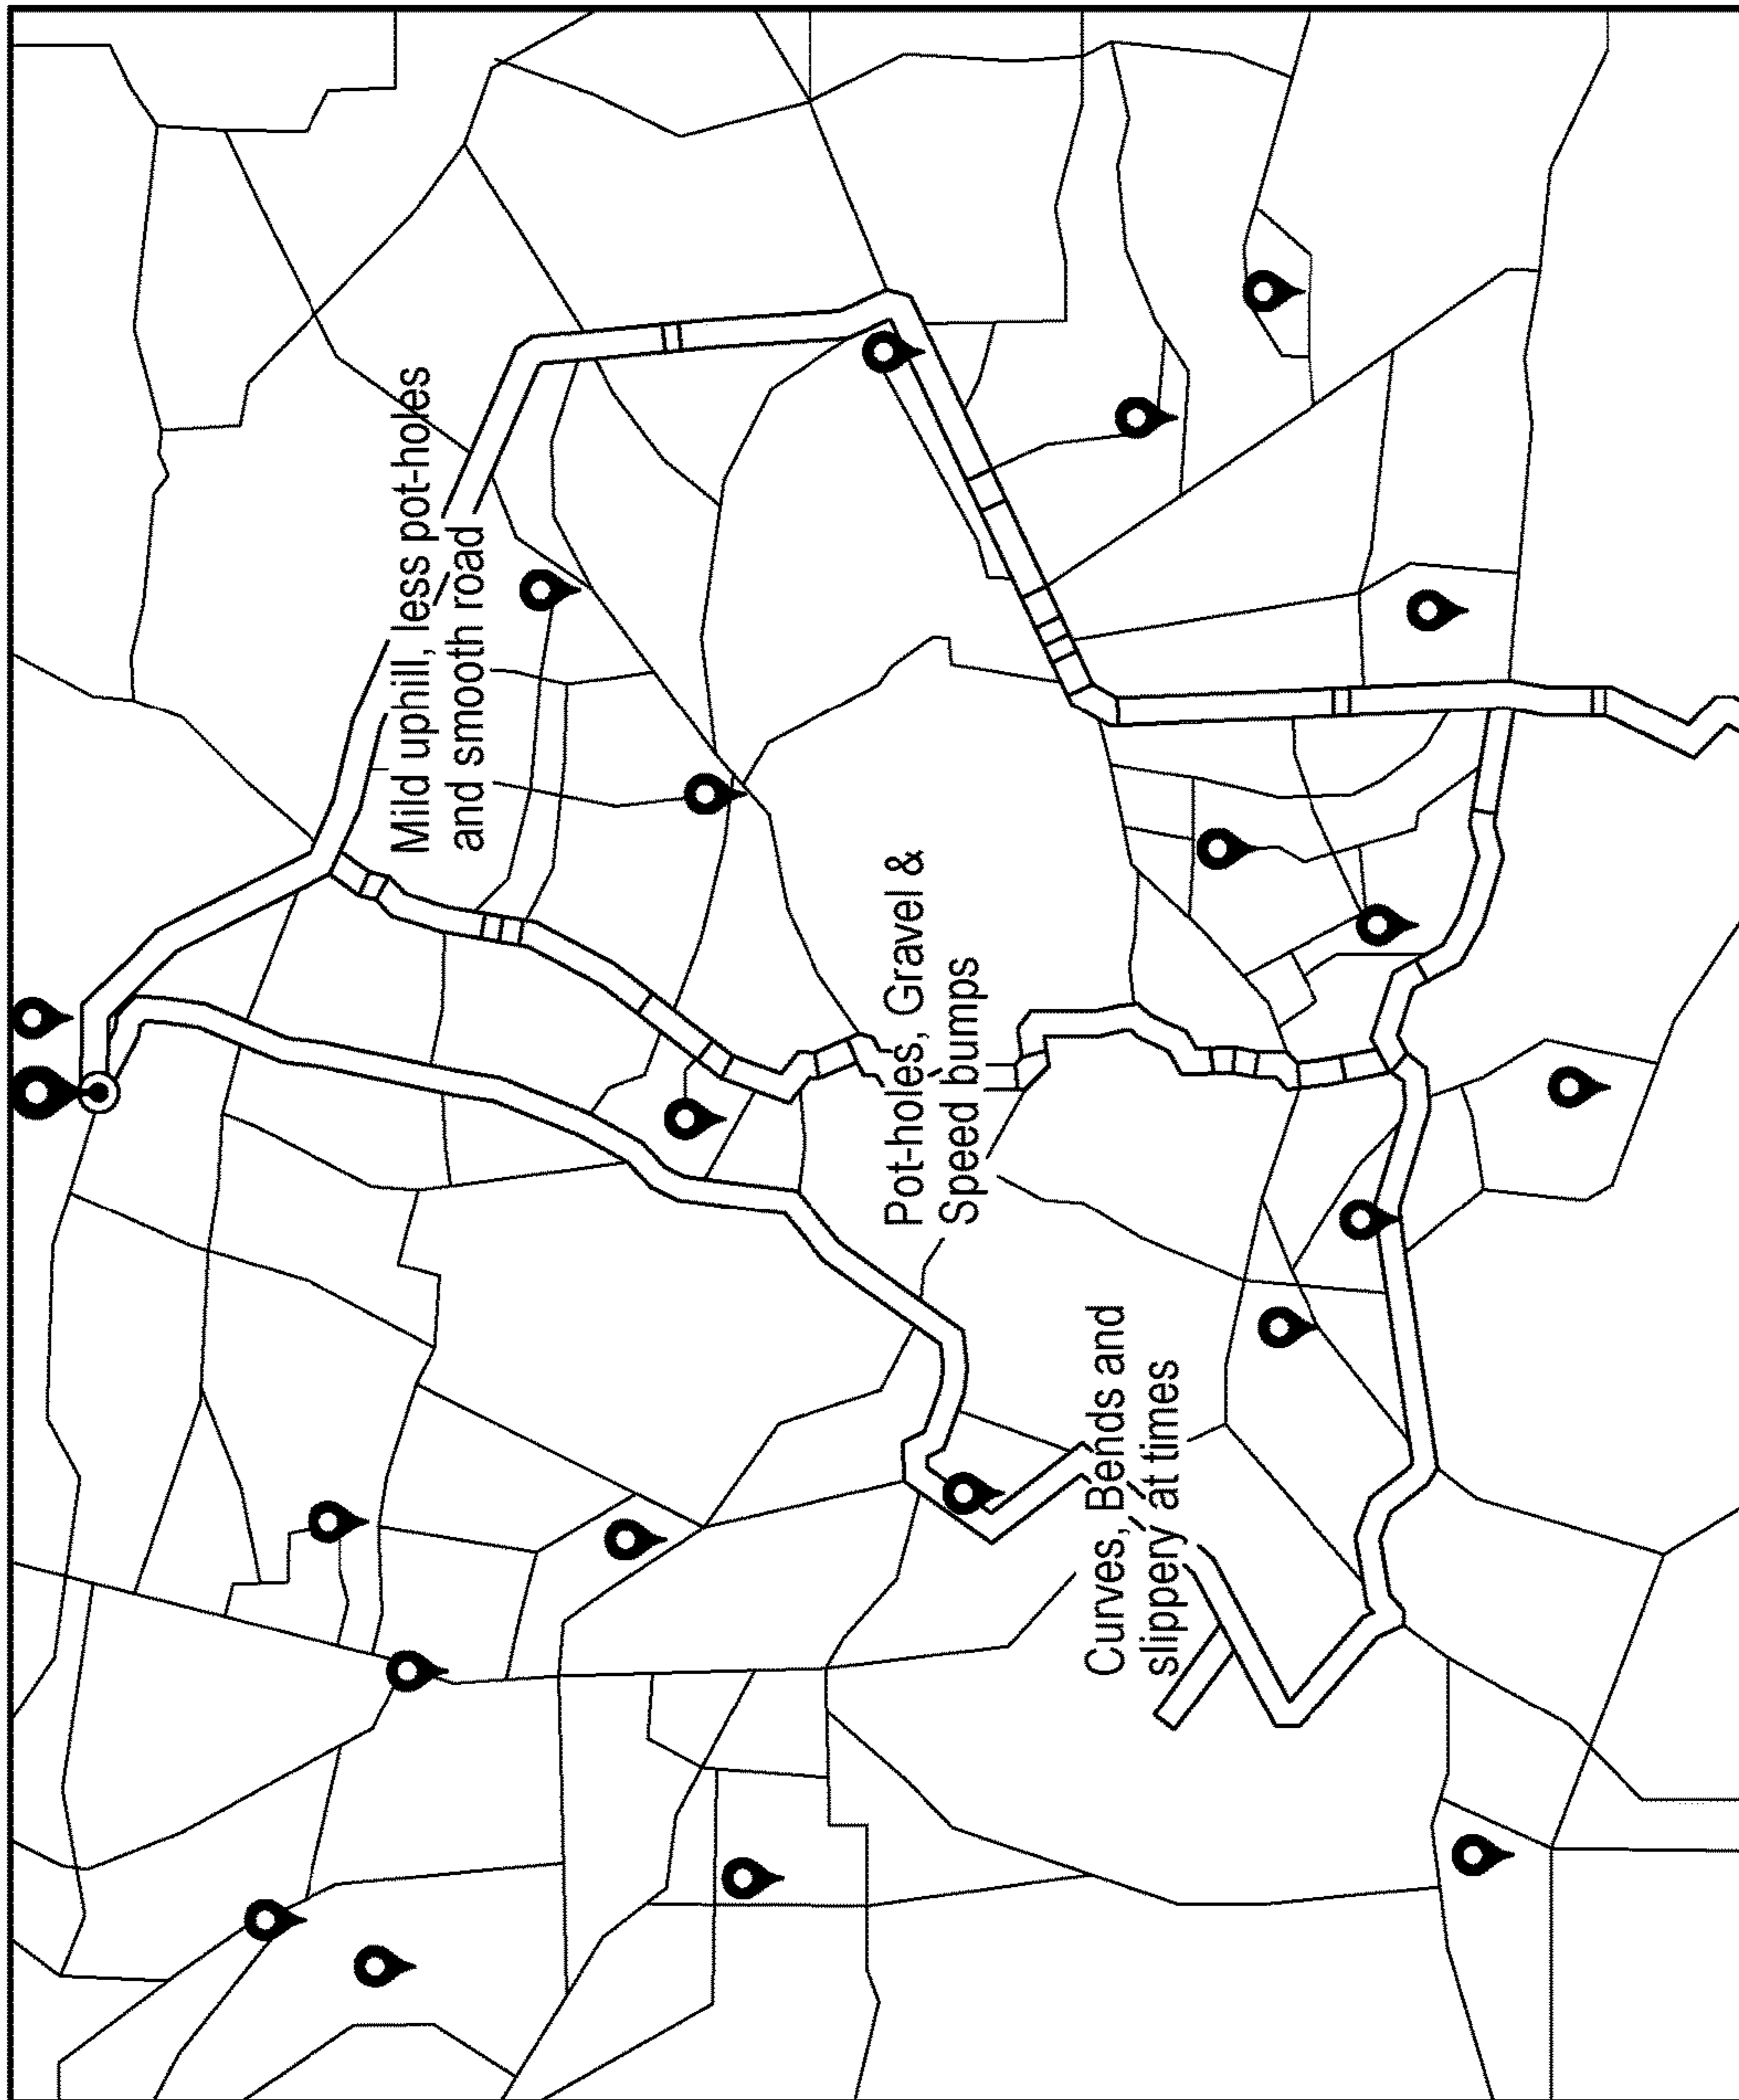 Mild uphill, less pot-holes
and smooth road
Pot-holes, Gravel &
Speed bumps
Curves, Bends and
slippery at times